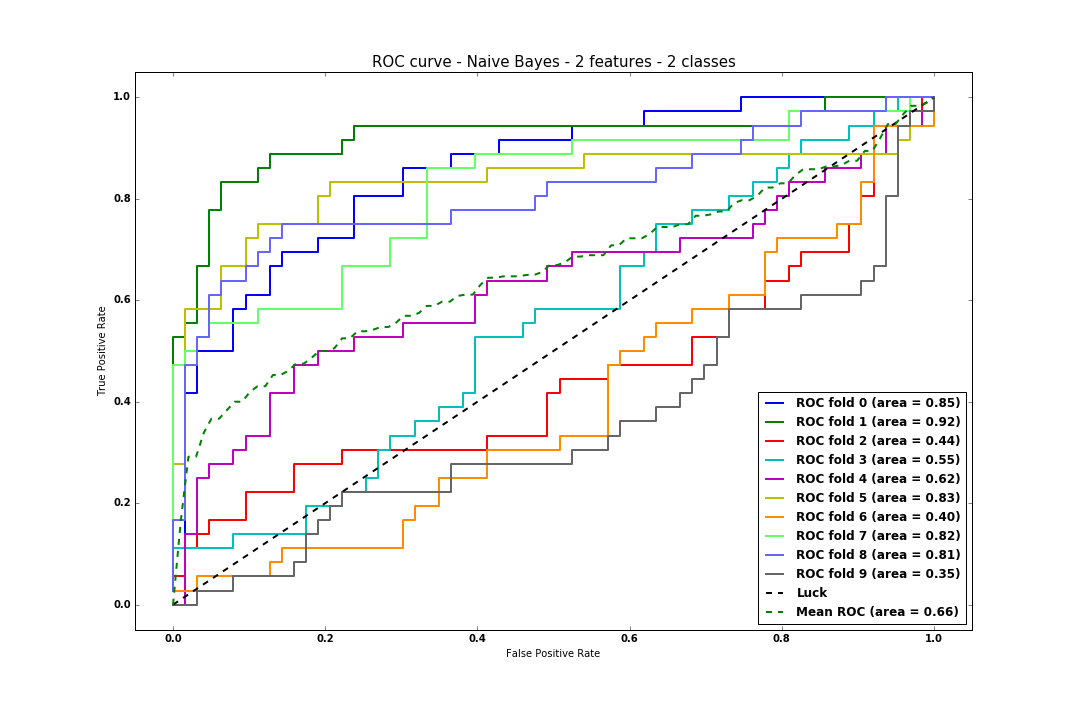 ROC curve - Naive Bayes - 2 features - 2 classes
1.0
0.8
0.6
0.4
0.2
0.0
True Positive Rate
0.0 0.2 0.4 0.6 0.8 1.0
False Positive Rate
ROC fold 0 (area = 0.85)
ROC fold 1 (area = 0.92)
ROC fold 2 (area = 0.44)
ROC fold 3 (area = 0.55)
ROC fold 4 (area = 0.62)
ROC fold 5 (area = 0.83)
ROC fold 6 (area = 0.40)
ROC fold 7 (area = 0.82)
ROC fold 8 (area = 0.81)
ROC fold 9 (area = 0.35)
Luck
Mean ROC (area = 0.66)